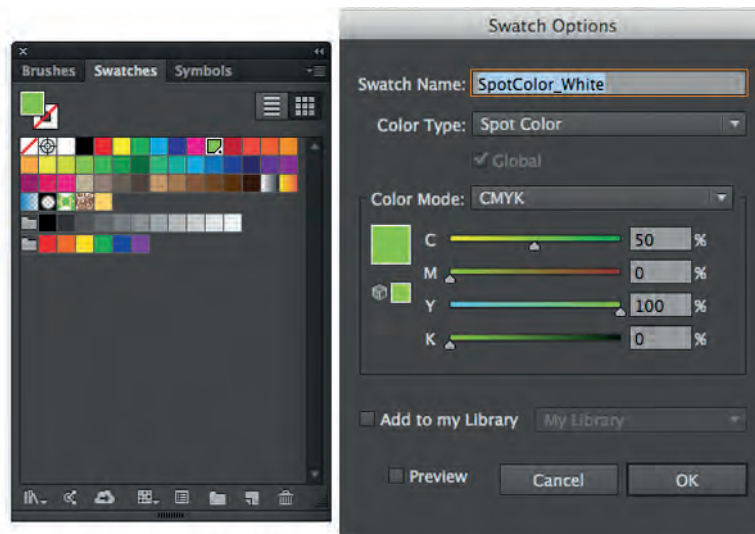 Brushes Swatches Symbols
Swatch Options
Swatch Name: SpotColor_White
Color Type: Spot Color
Global
Color Mode: CMYK
C 50 %
M 0 %
Y 100 %
K 0 %
Add to my Library My Library
Preview Cancel OK